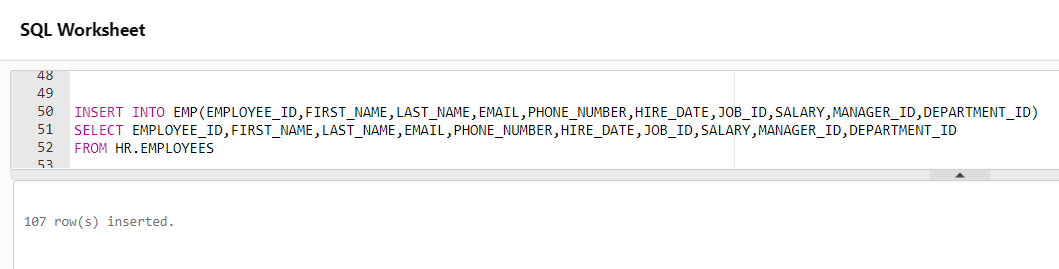 SQL Worksheet
48
49
50 INSERT INTO EMP(EMPLOYEE_ID,FIRST_NAME,LAST_NAME,EMAIL,PHONE_NUMBER,HIRE_DATE,JOB_ID,SALARY,MANAGER_ID,DEPARTMENT_ID)
51 SELECT EMPLOYEE_ID,FIRST_NAME,LAST_NAME,EMAIL,PHONE_NUMBER,HIRE_DATE,JOB_ID,SALARY,MANAGER_ID,DEPARTMENT_ID
52 FROM HR.EMPLOYEES
53
107 row(s) inserted.